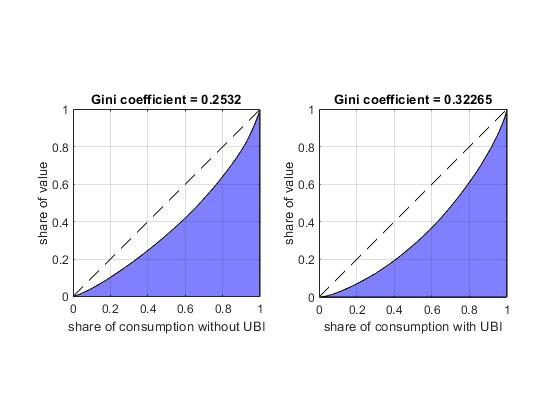 Gini coefficient = 0.2532
1
0.8
0.6
0.4
0.2
0
share of value
0 0.2 0.4 0.6 0.8 1
share of consumption without UBI
Gini coefficient = 0.32265
1
0.8
0.6
0.4
0.2
0
share of value
0 0.2 0.4 0.6 0.8 1
share of consumption with UBI